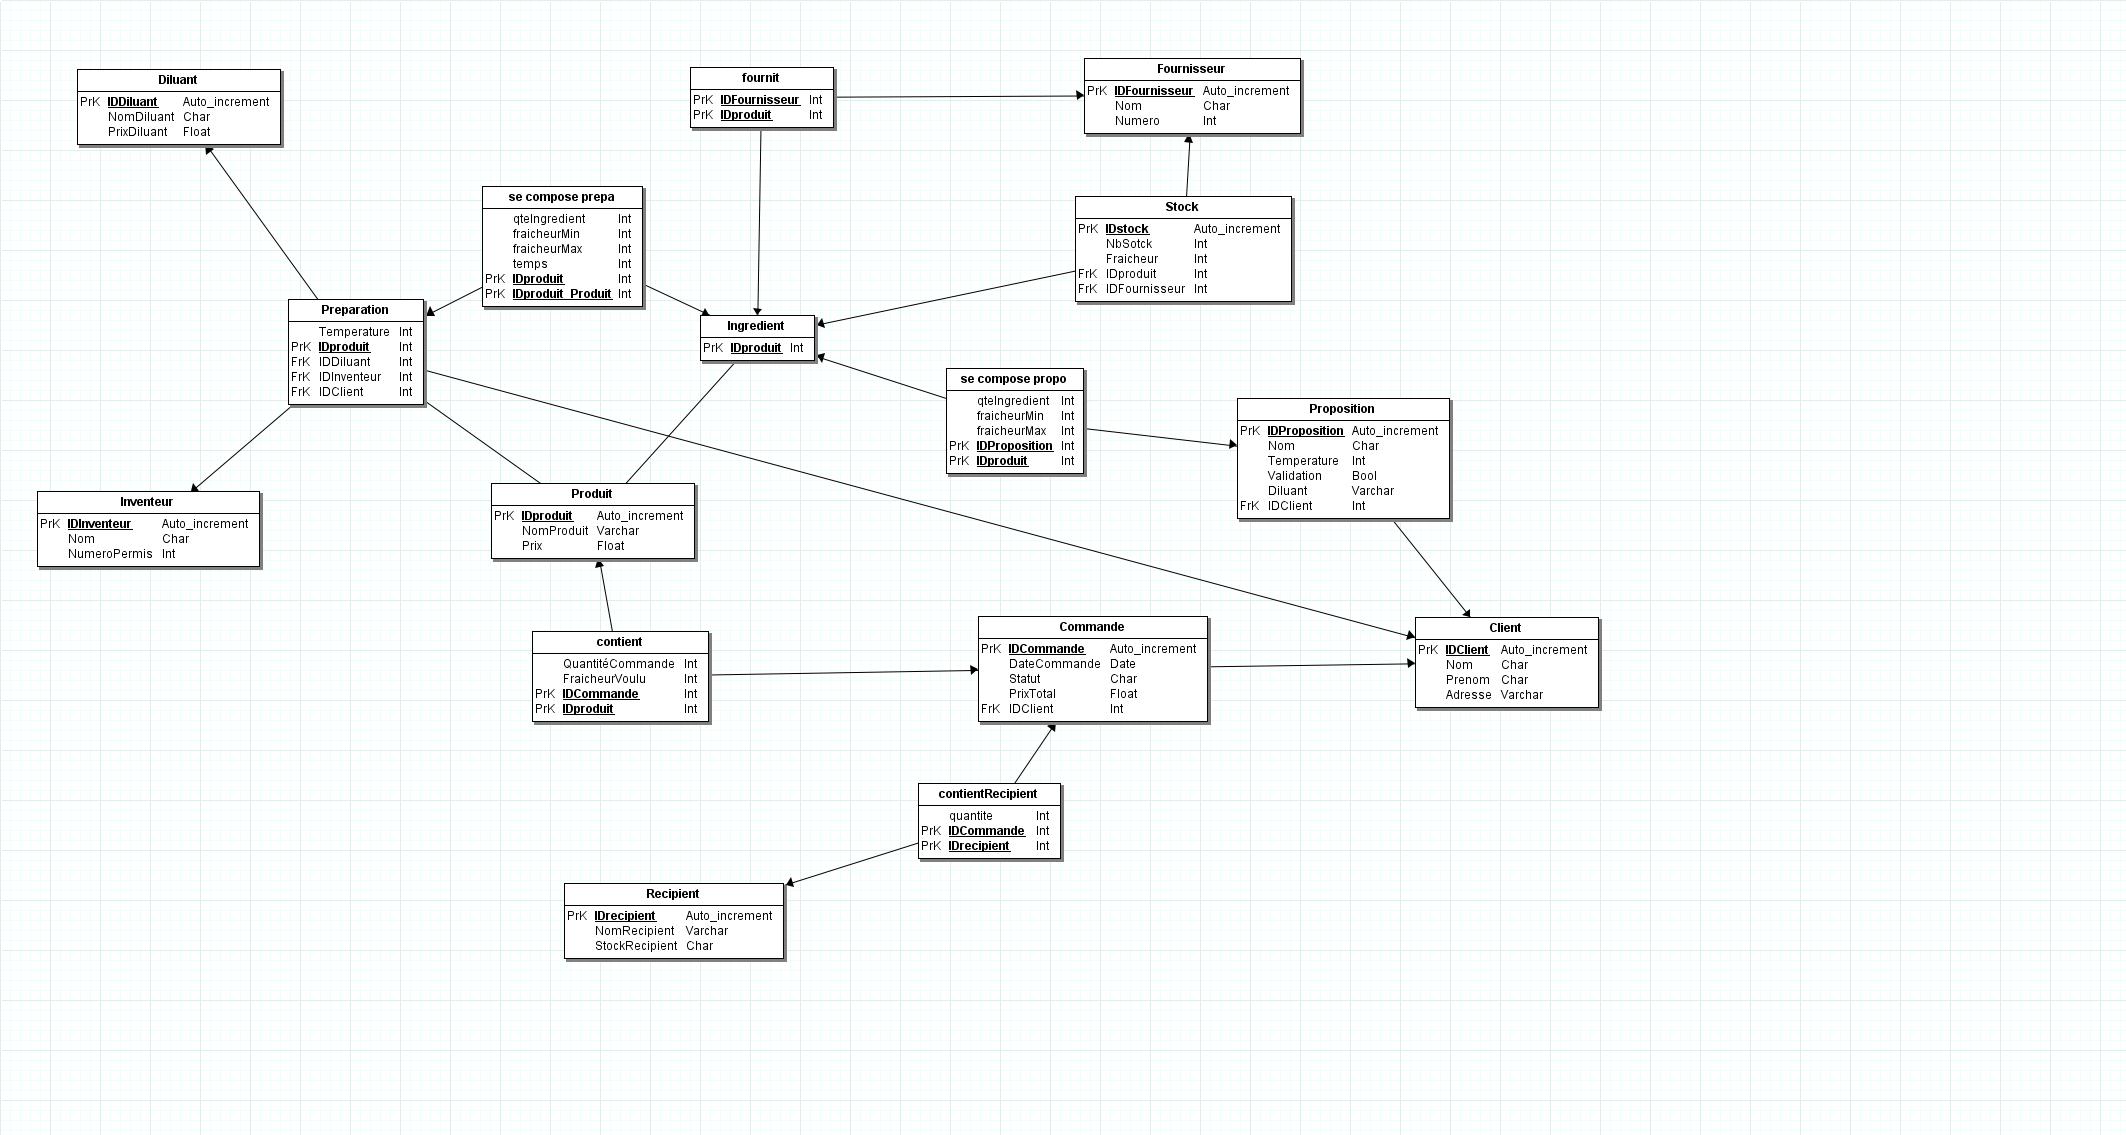 Diluant
PrK IDDiluant Auto_increment
NomDiluant Char
PrixDiluant Float
fournit
PrK IDFournisseur Int
PrK IDproduit Int
Fournisseur
PrK IDFournisseur Auto_increment
Nom Char
Numero Int
se compose prepa
qteIngredient Int
fraicheurMin Int
fraicheurMax Int
temps Int
PrK IDproduit Int
PrK IDproduit_Produit Int
Stock
PrK IDstock Auto_increment
NbSotck Int
Fraicheur Int
FrK IDproduit Int
FrK IDFournisseur Int
Preparation
Temperature Int
PrK IDproduit Int
FrK IDDiluant Int
FrK IDInventeur Int
FrK IDClient Int
Ingredient
PrK IDproduit Int
se compose propo
qteIngredient Int
fraicheurMin Int
fraicheurMax Int
PrK IDProposition Int
PrK IDproduit Int
Proposition
PrK IDProposition Auto_increment
Nom Char
Temperature Int
Validation Bool
Diluant Varchar
FrK IDClient Int
Inventeur
PrK IDInventeur Auto_increment
Nom Char
NumeroPermis Int
Produit
PrK IDproduit Auto_increment
NomProduit Varchar
Prix Float
contient
QuantitéCommande Int
FraicheurVoulu Int
PrK IDCommande Int
PrK IDproduit Int
Commande
PrK IDCommande Auto_increment
DateCommande Date
Statut Char
PrixTotal Float
FrK IDClient Int
Client
PrK IDClient Auto_increment
Nom Char
Prenom Char
Adresse Varchar
contientRecipient
quantite Int
PrK IDCommande Int
PrK IDrecipient Int
Recipient
PrK IDrecipient Auto_increment
NomRecipient Varchar
StockRecipient Char